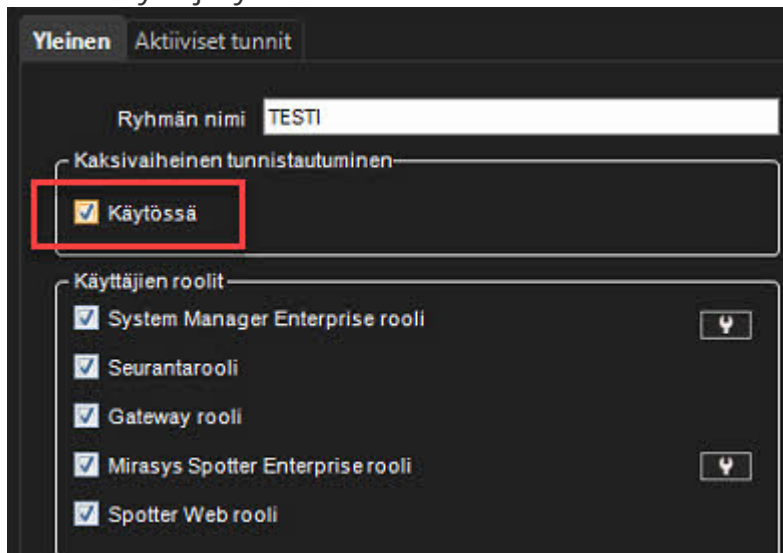 Yleinen Aktiiviset tunnit
Ryhmän nimi TESTI
Kaksivaiheinen tunnistautuminen
Käytössä
Käyttäjien roolit
System Manager Enterprise rooli
Seurantarooli
Gateway rooli
Mirasys Spotter Enterprise rooli
Spotter Web rooli